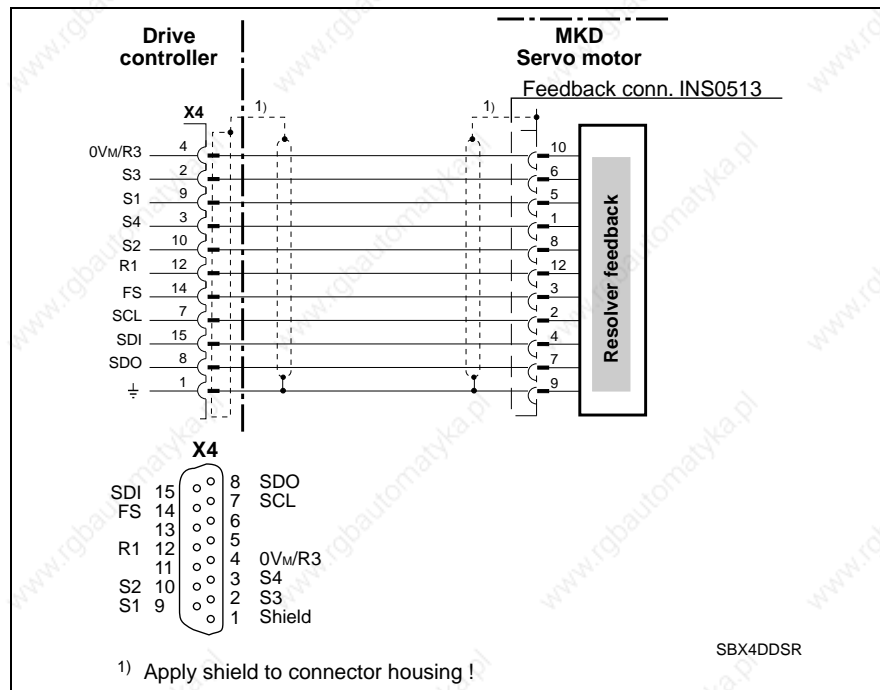 Drive controller
MKD Servo motor
Feedback conn. INS0513
X4
1)
1)
0VM/R3 4 10
S3 2 6
S1 9 5
S4 3 1
S2 10 8
R1 12 12
FS 14 3
SCL 7 2
SDI 15 4
SDO 8 7
⏚ 1 9
Resolver feedback
X4
SDI 15 8 SDO
FS 14 7 SCL
13 6
R1 12 5
11 4 0VM/R3
S2 10 3 S4
S1 9 2 S3
1 Shield
SBX4DDSR
1) Apply shield to connector housing !
www.rgbautomatyka.pl